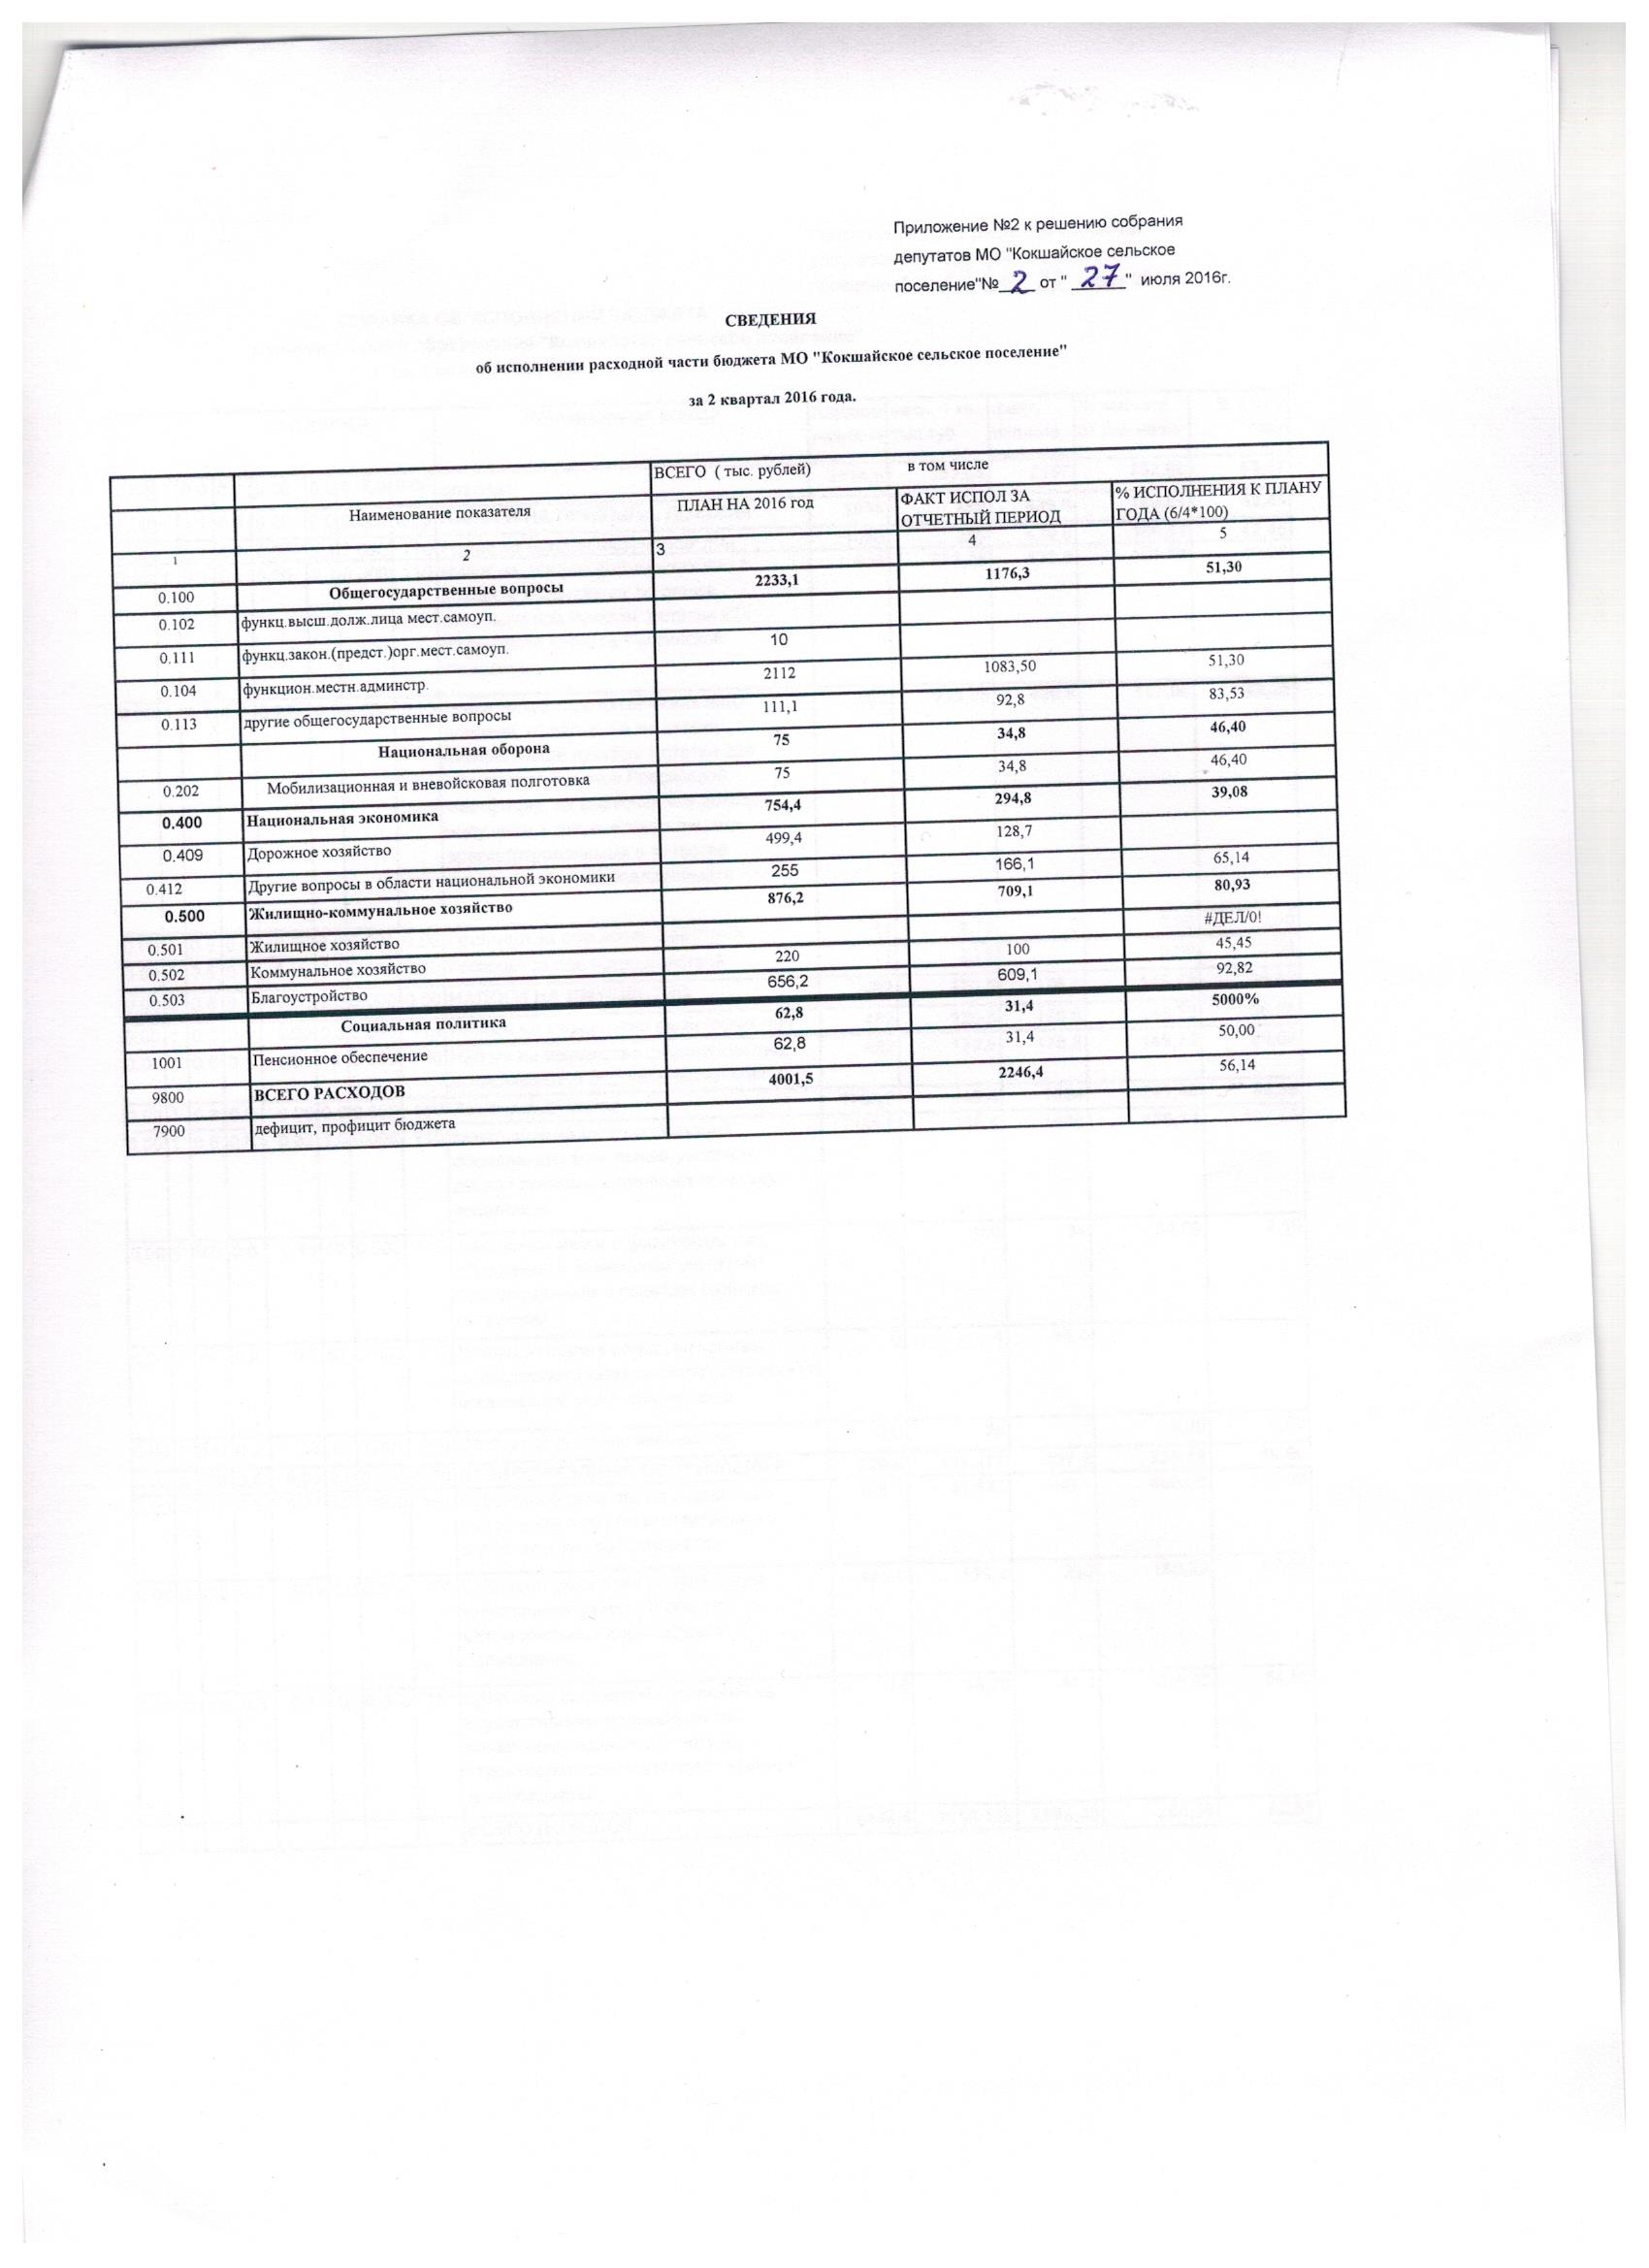 Приложение №2 к решению собрания
депутатов МО "Кокшайское сельское
поселение"№ 2 от " 27 " июля 2016г.
СВЕДЕНИЯ
об исполнении расходной части бюджета МО "Кокшайское сельское поселение"
за 2 квартал 2016 года.
ВСЕГО ( тыс. рублей) в том числе
Наименование показателя ПЛАН НА 2016 год ФАКТ ИСПОЛ ЗА ОТЧЕТНЫЙ ПЕРИОД % ИСПОЛНЕНИЯ К ПЛАНУ ГОДА (6/4*100)
1 2 3 4 5
0.100 Общегосударственные вопросы 2233,1 1176,3 51,30
0.102 функц.высш.долж.лица мест.самоуп.
0.111 функц.закон.(предст.)орг.мест.самоуп. 10
0.104 функцион.местн.админстр. 2112 1083,50 51,30
0.113 другие общегосударственные вопросы 111,1 92,8 83,53
Национальная оборона 75 34,8 46,40
0.202 Мобилизационная и вневойсковая полготовка 75 34,8 46,40
0.400 Национальная экономика 754,4 294,8 39,08
0.409 Дорожное хозяйство 499,4 128,7
0.412 Другие вопросы в области национальной экономики 255 166,1 65,14
0.500 Жилищно-коммунальное хозяйство 876,2 709,1 80,93
0.501 Жилищное хозяйство #ДЕЛ/0!
0.502 Коммунальное хозяйство 220 100 45,45
0.503 Благоустройство 656,2 609,1 92,82
Социальная политика 62,8 31,4 5000%
1001 Пенсионное обеспечение 62,8 31,4 50,00
9800 ВСЕГО РАСХОДОВ 4001,5 2246,4 56,14
7900 дефицит, профицит бюджета